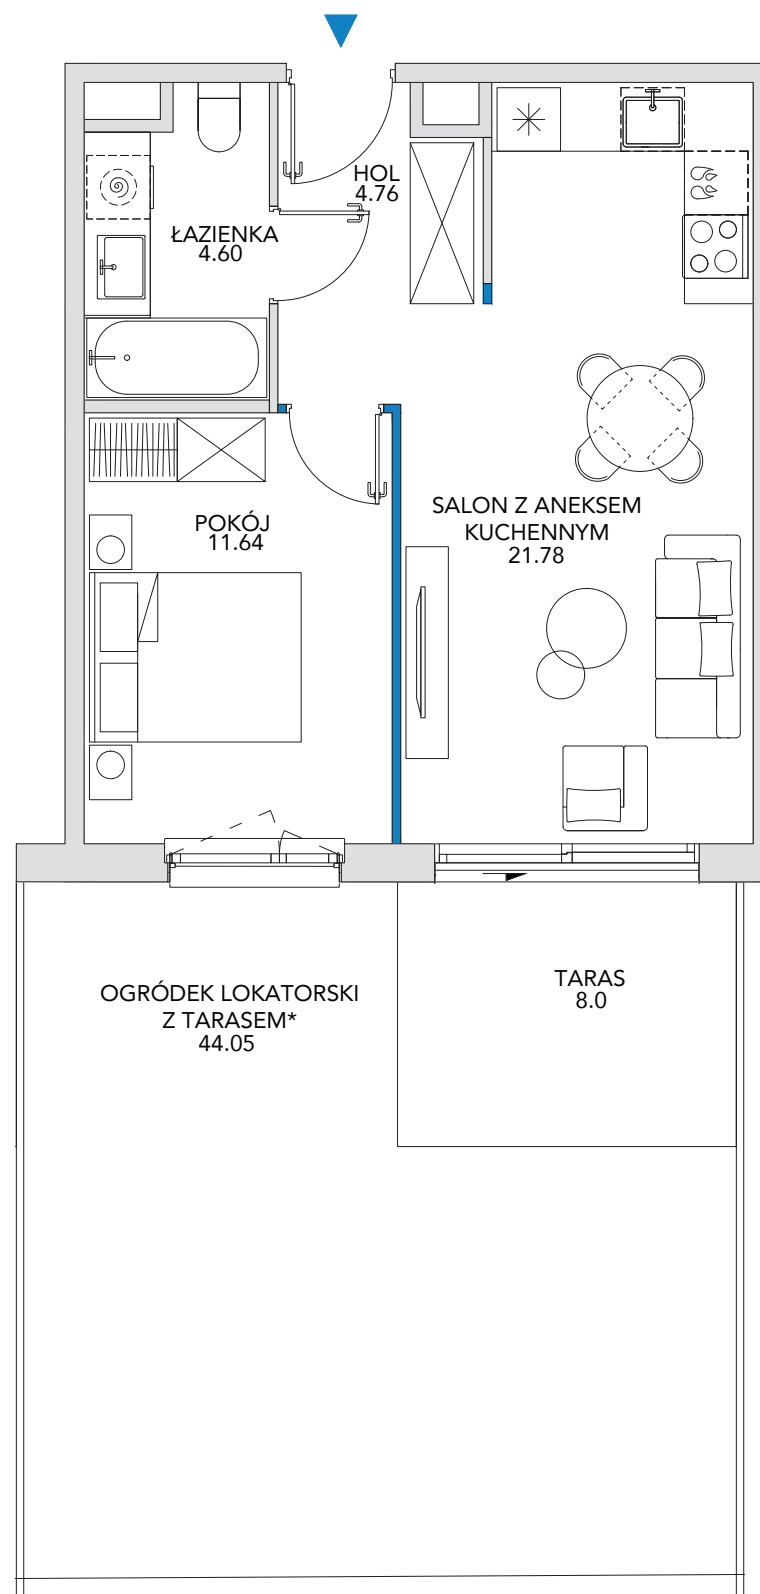 HOL
4.76
ŁAZIENKA
4.60
SALON Z ANEKSEM
KUCHENNYM
21.78
POKÓJ
11.64
OGRÓDEK LOKATORSKI
Z TARASEM*
44.05
TARAS
8.0